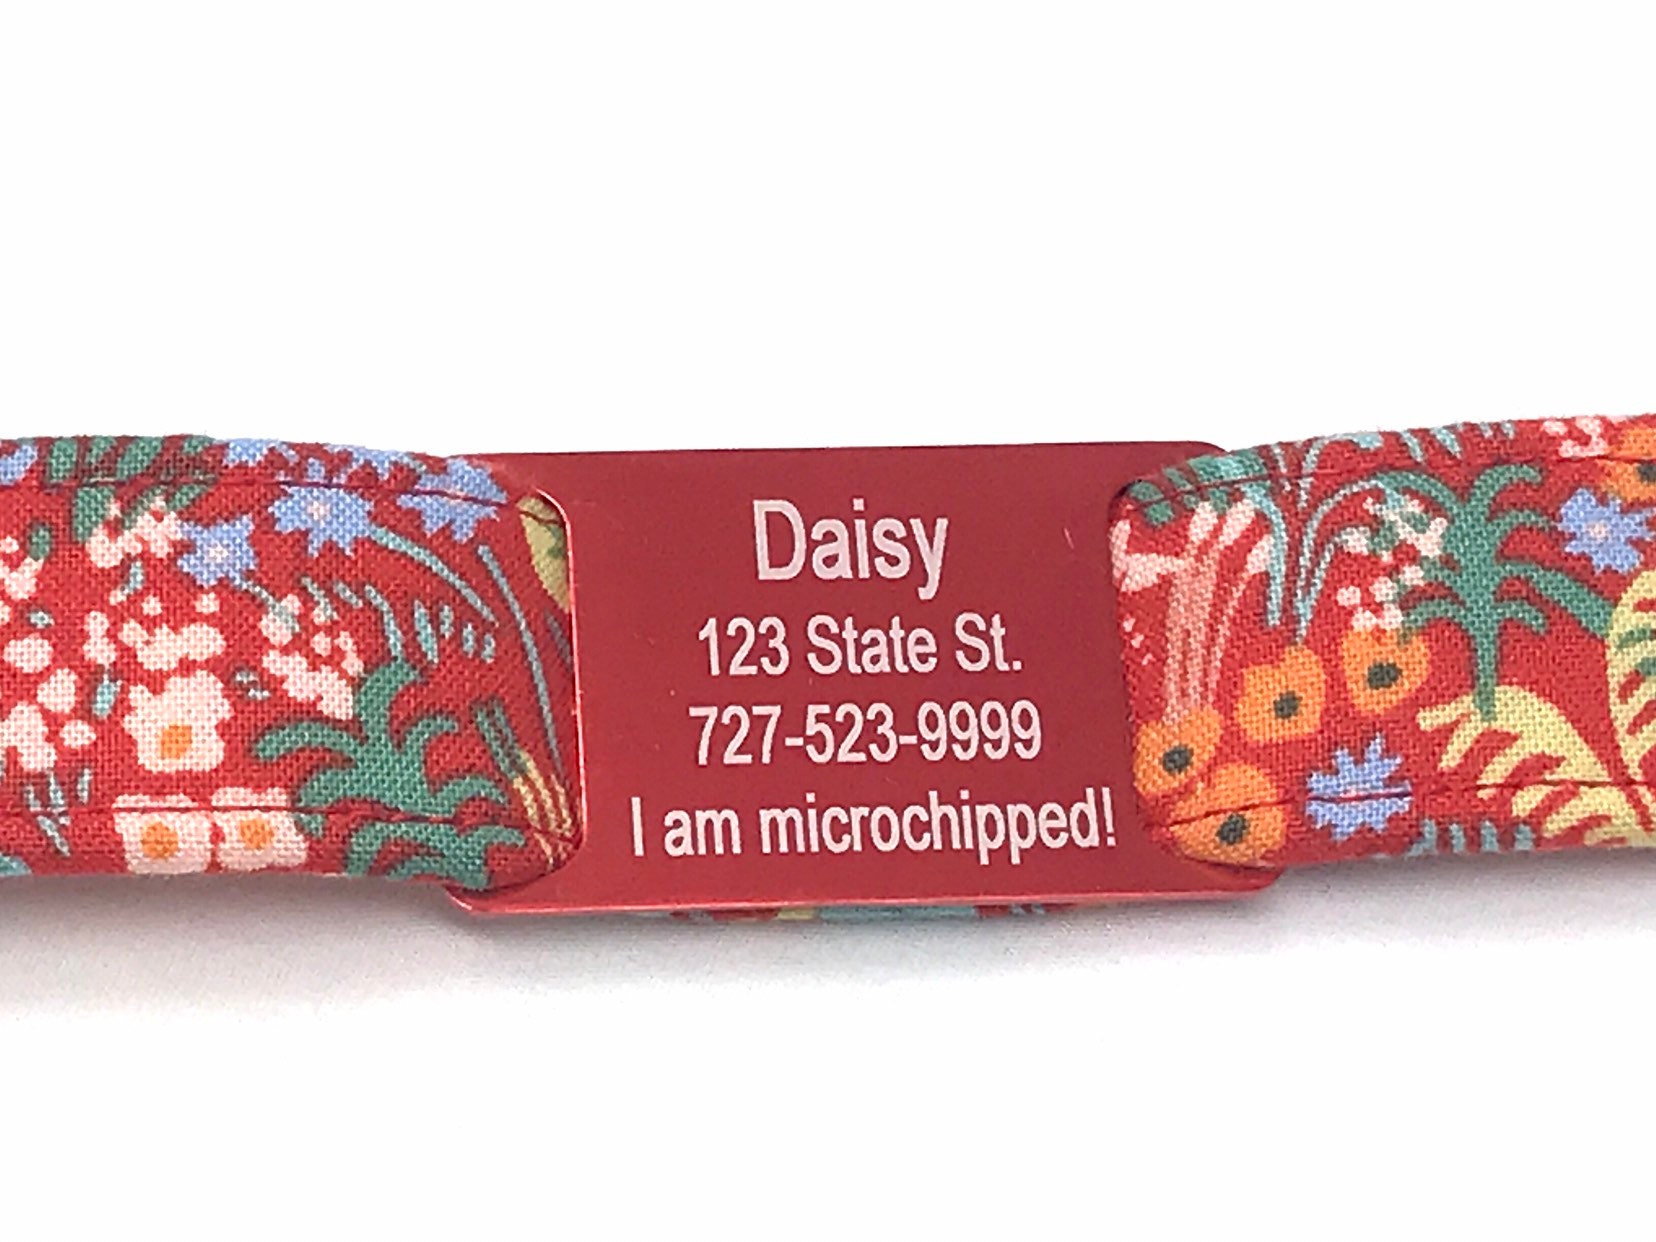 Daisy
123 State St.
727-523-9999
I am microchipped!